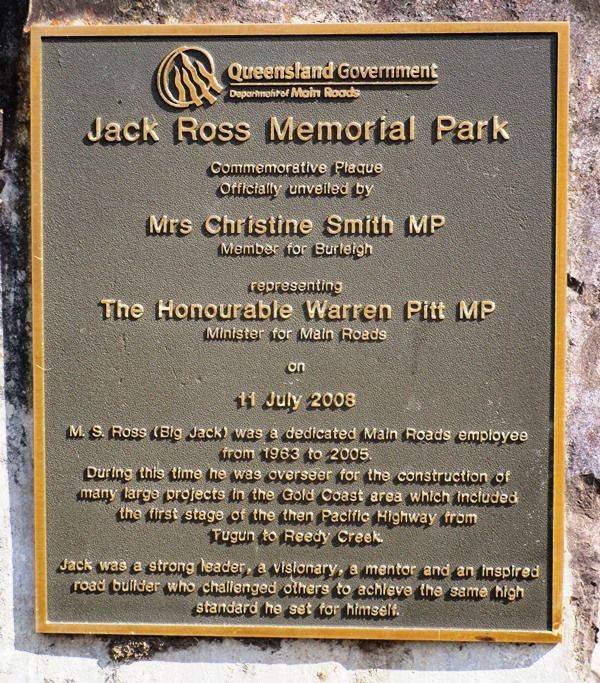 Queensland Government
Department of Main Roads
Jack Ross Memorial Park
Commemorative Plaque
Officially unveiled by
Mrs Christine Smith MP
Member for Burleigh
representing
The Honourable Warren Pitt MP
Minister for Main Roads
on
11 July 2008
M. S. Ross (Big Jack) was a dedicated Main Roads employee
from 1963 to 2005.
During this time he was overseer for the construction of
many large projects in the Gold Coast area which included
the first stage of the then Pacific Highway from
Tugun to Reedy Creek.
Jack was a strong leader, a visionary, a mentor and an inspired
road builder who challenged others to achieve the same high
standard he set for himself.